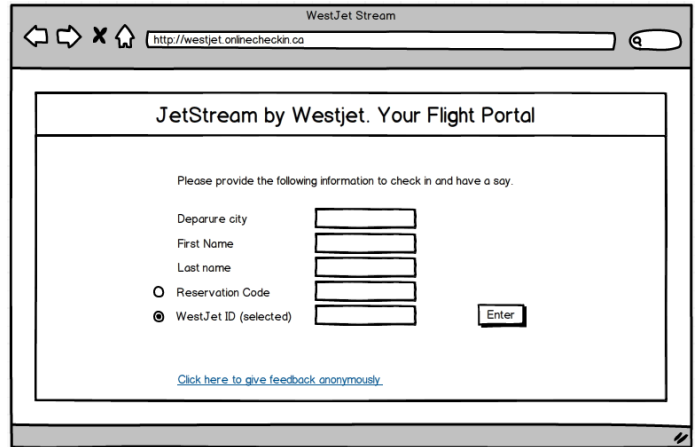 WestJet Stream
http://westjet.onlinecheckin.ca
JetStream by Westjet. Your Flight Portal
Please provide the following information to check in and have a say.
Deparure city
First Name
Last name
Reservation Code
WestJet ID (selected)
Enter
Click here to give feedback anonymously